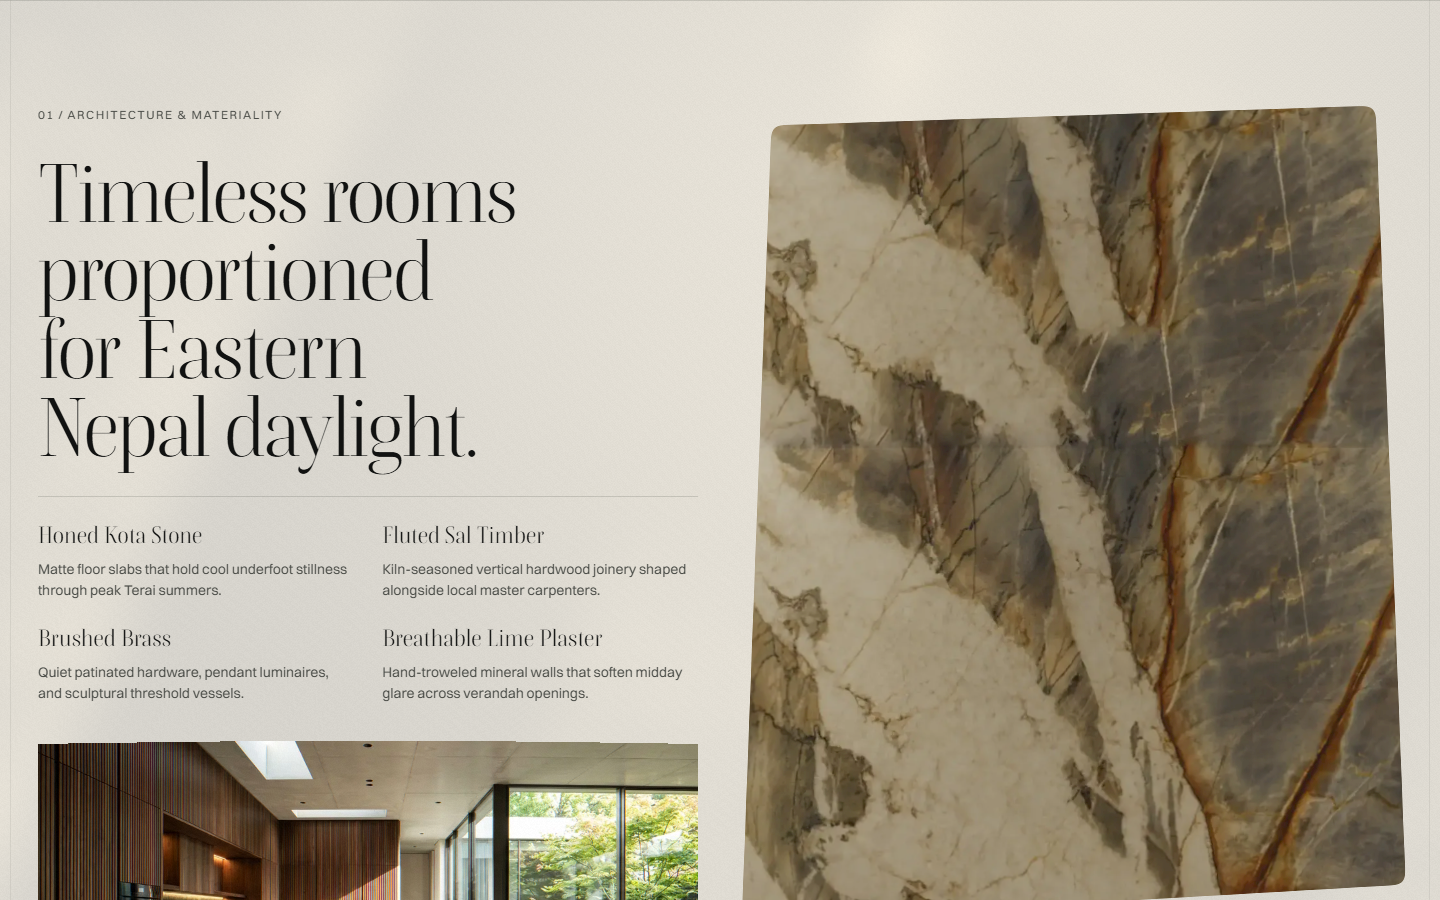 01 / ARCHITECTURE & MATERIALITY
Timeless rooms
proportioned
for Eastern
Nepal daylight.
Honed Kota Stone
Matte floor slabs that hold cool underfoot stillness
through peak Terai summers.
Fluted Sal Timber
Kiln-seasoned vertical hardwood joinery shaped
alongside local master carpenters.
Brushed Brass
Quiet patinated hardware, pendant luminaires,
and sculptural threshold vessels.
Breathable Lime Plaster
Hand-troweled mineral walls that soften midday
glare across verandah openings.